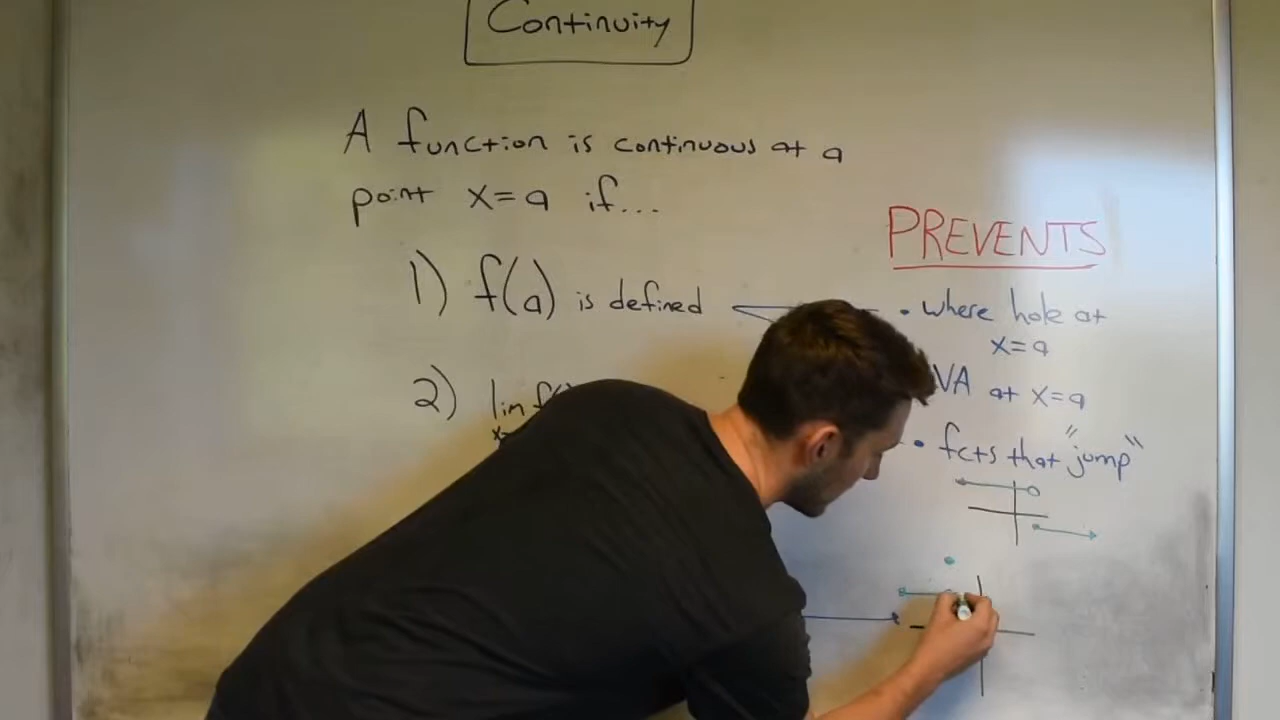 Continuity
A function is continuous at a
point x=a if...
1) f(a) is defined
2) lim f(
PREVENTS
• where hole at
x=a
VA at x=a
• fcts that "jump"